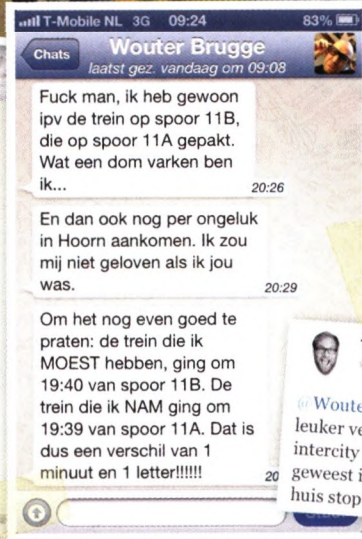 T-Mobile NL 3G 09:24 83%
Chats
Wouter Brugge
laatst gez. vandaag om 09:08
Fuck man, ik heb gewoon
ipv de trein op spoor 11B,
die op spoor 11A gepakt.
Wat een dom varken ben
ik...
20:26
En dan ook nog per ongeluk
in Hoorn aankomen. Ik zou
mij niet geloven als ik jou
was.
20:29
Om het nog even goed te
praten: de trein die ik
MOEST hebben, ging om
19:40 van spoor 11B. De
trein die ik NAM ging om
19:39 van spoor 11A. Dat is
dus een verschil van 1
minuut en 1 letter!!!!!!
20
@Woute
leuker ve
intercity
geweest i
huis stop